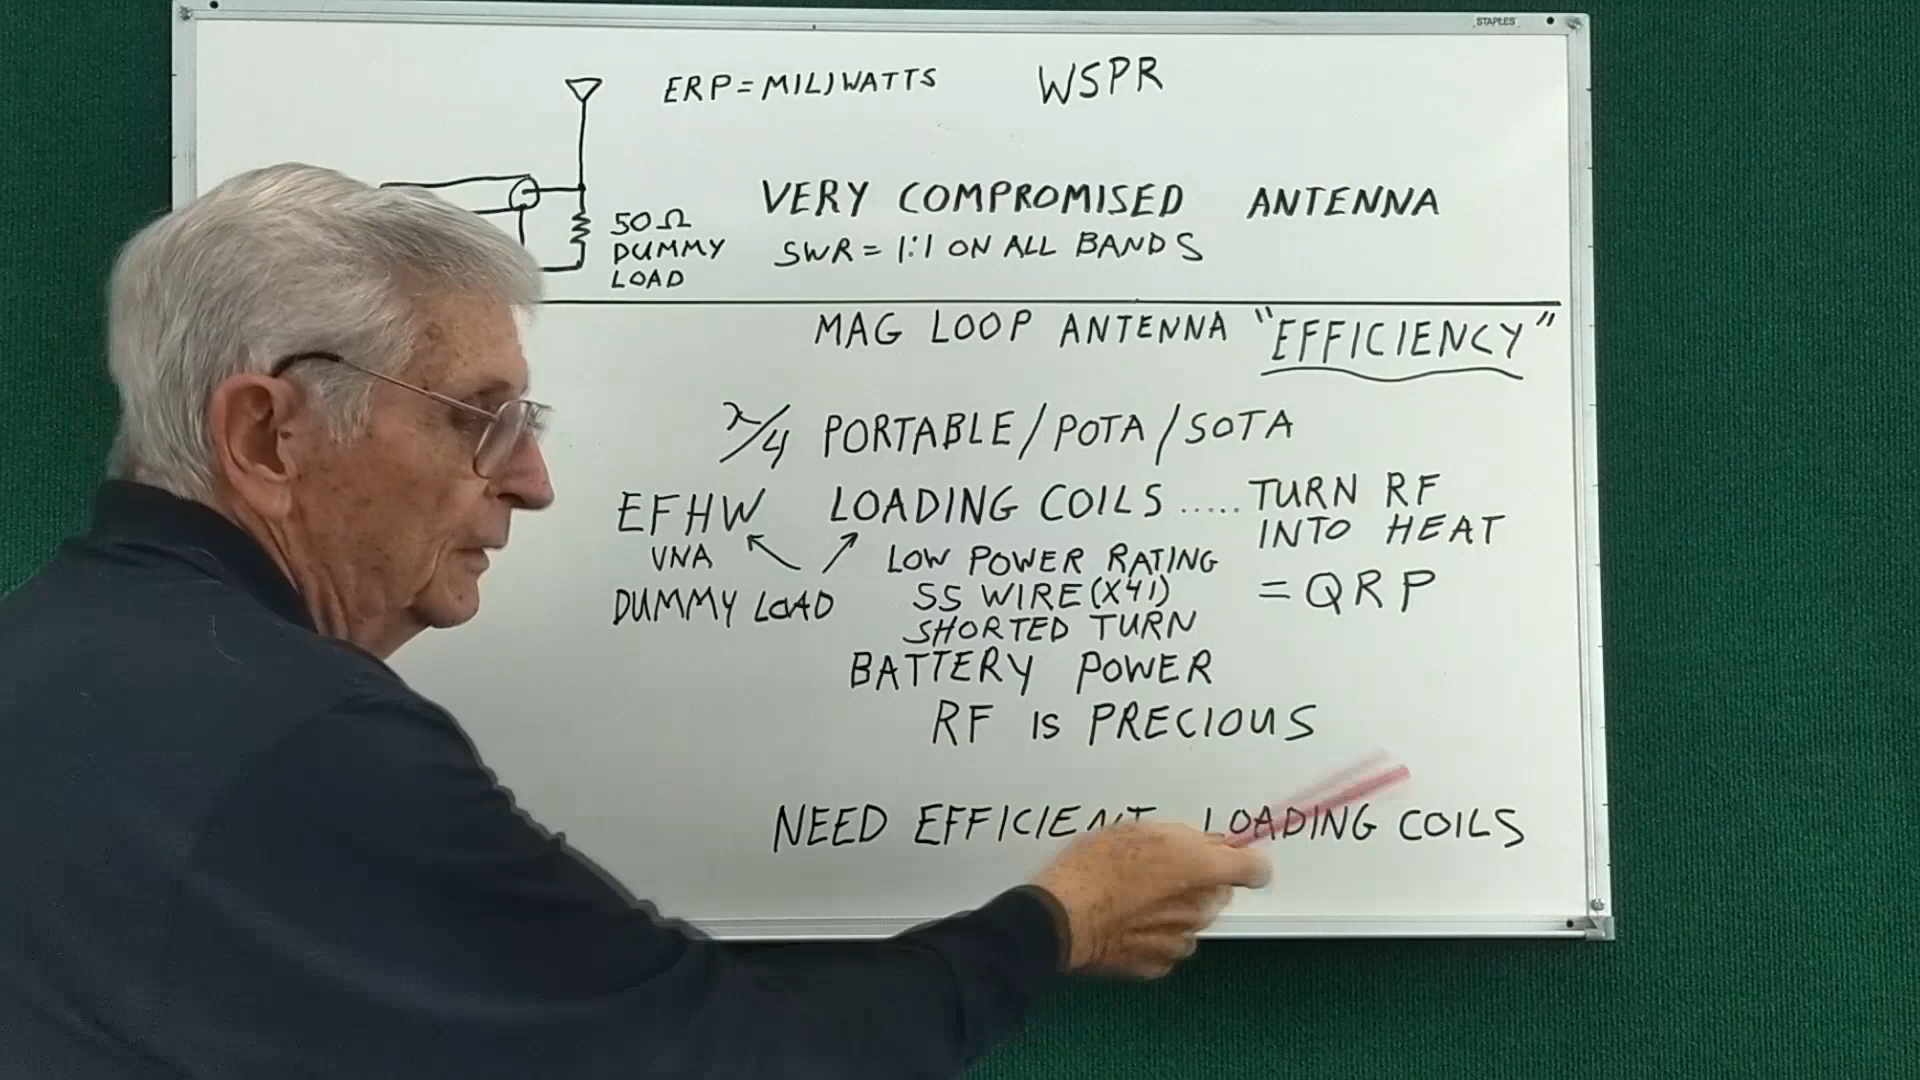 STAPLES
ERP = MILJWATTS WSPR
50Ω
DUMMY
LOAD
VERY COMPROMISED ANTENNA
SWR = 1:1 ON ALL BANDS
MAG LOOP ANTENNA "EFFICIENCY"
λ/4 PORTABLE / POTA / SOTA
EFHW LOADING COILS ..... TURN RF
INTO HEAT
= QRP
VNA
DUMMY LOAD
LOW POWER RATING
SS WIRE (X41)
SHORTED TURN
BATTERY POWER
RF IS PRECIOUS
NEED EFFICIENT LOADING COILS